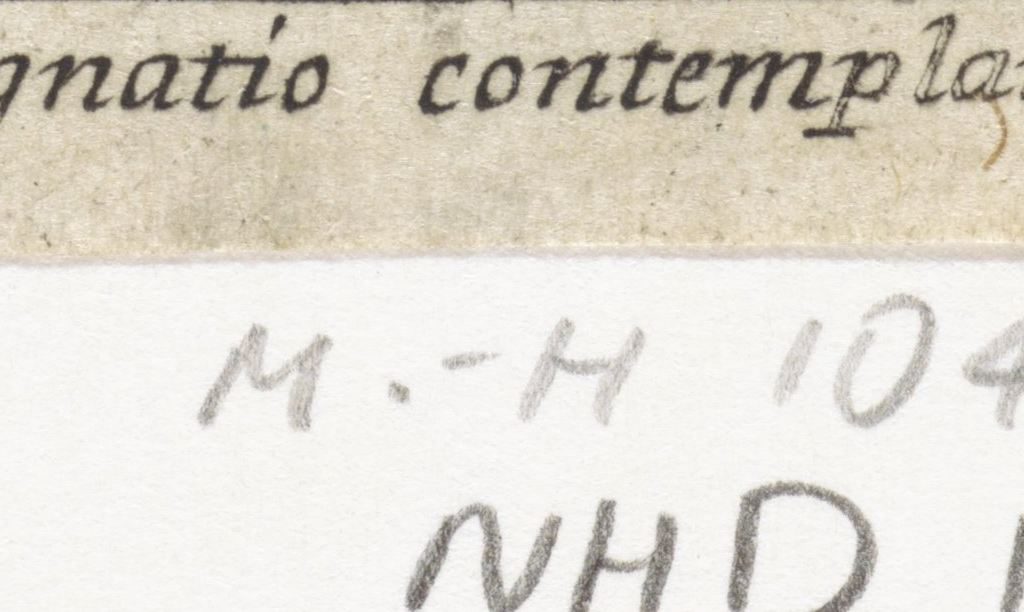 gnatio contempla
M.-H 104
NHD